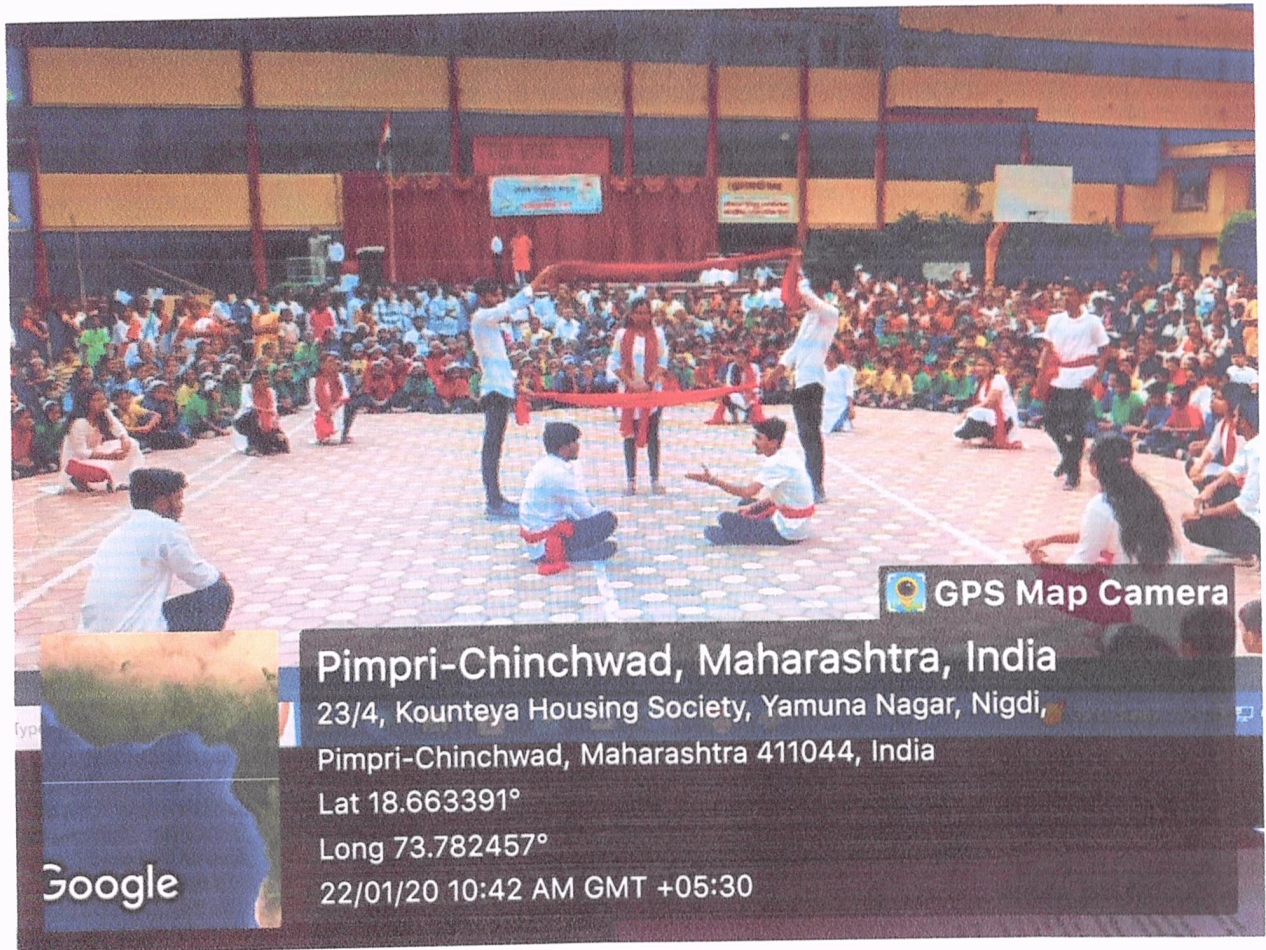 GPS Map Camera
Pimpri-Chinchwad, Maharashtra, India
23/4, Kounteya Housing Society, Yamuna Nagar, Nigdi,
Pimpri-Chinchwad, Maharashtra 411044, India
Lat 18.663391°
Long 73.782457°
22/01/20 10:42 AM GMT +05:30
Google